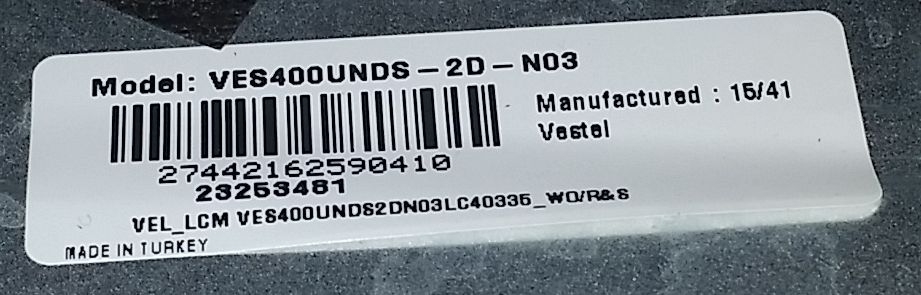 Model: VES400UNDS-2D-N03
Manufactured : 15/41
Vestel
27442162590410
23253481
VEL_LCM VES400UNDS2DN03LC40335_WO/R&S
MADE IN TURKEY